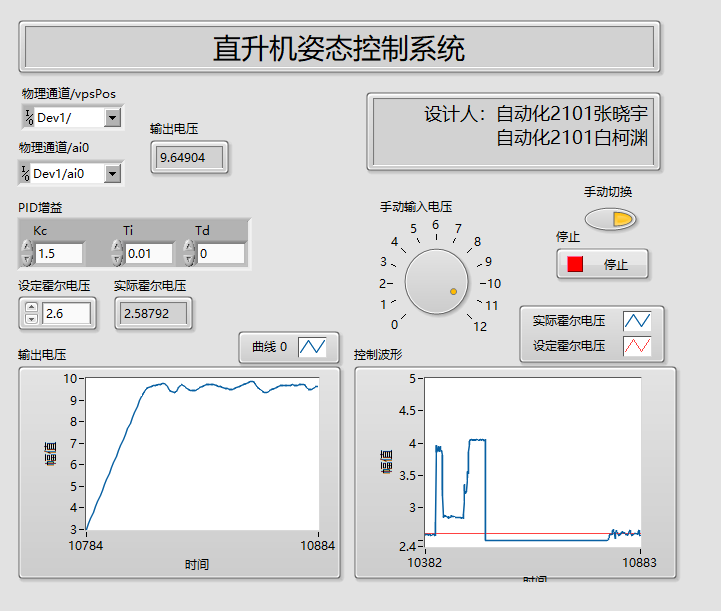 直升机姿态控制系统
物理通道/vpsPos
Dev1/
设计人：自动化2101张晓宇
自动化2101白柯渊
输出电压
9.64904
物理通道/ai0
Dev1/ai0
手动切换
PID增益
Kc
Ti
Td
1.5
0.01
0
手动输入电压
0
1
2
3
4
5
6
7
8
9
10
11
12
停止
停止
设定霍尔电压
实际霍尔电压
2.6
2.58792
实际霍尔电压
设定霍尔电压
输出电压
曲线 0
10
9
8
7
6
5
4
3
幅值
10784
10884
时间
控制波形
5
4.5
4
3.5
3
2.4
幅值
10382
10883
时间